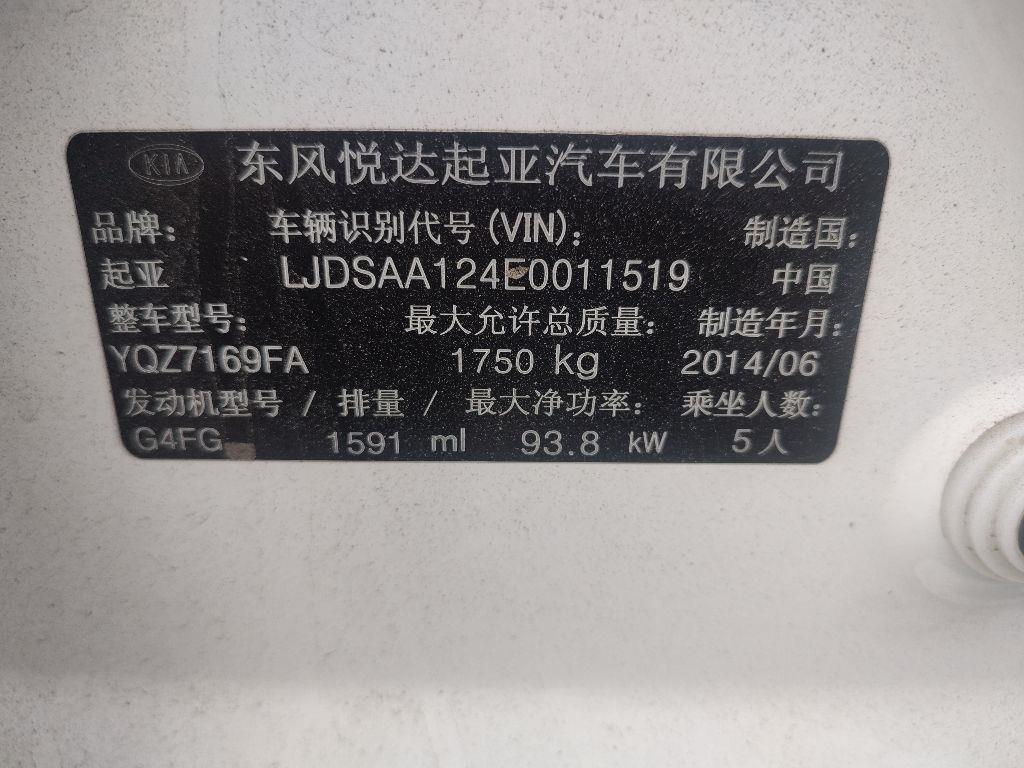 KIA 东风悦达起亚汽车有限公司
品牌： 车辆识别代号(VIN)： 制造国：
起亚 LJDSAA124E0011519 中国
整车型号： 最大允许总质量： 制造年月：
YQZ7169FA 1750 kg 2014/06
发动机型号 / 排量 / 最大净功率： 乘坐人数：
G4FG 1591 ml 93.8 kW 5人